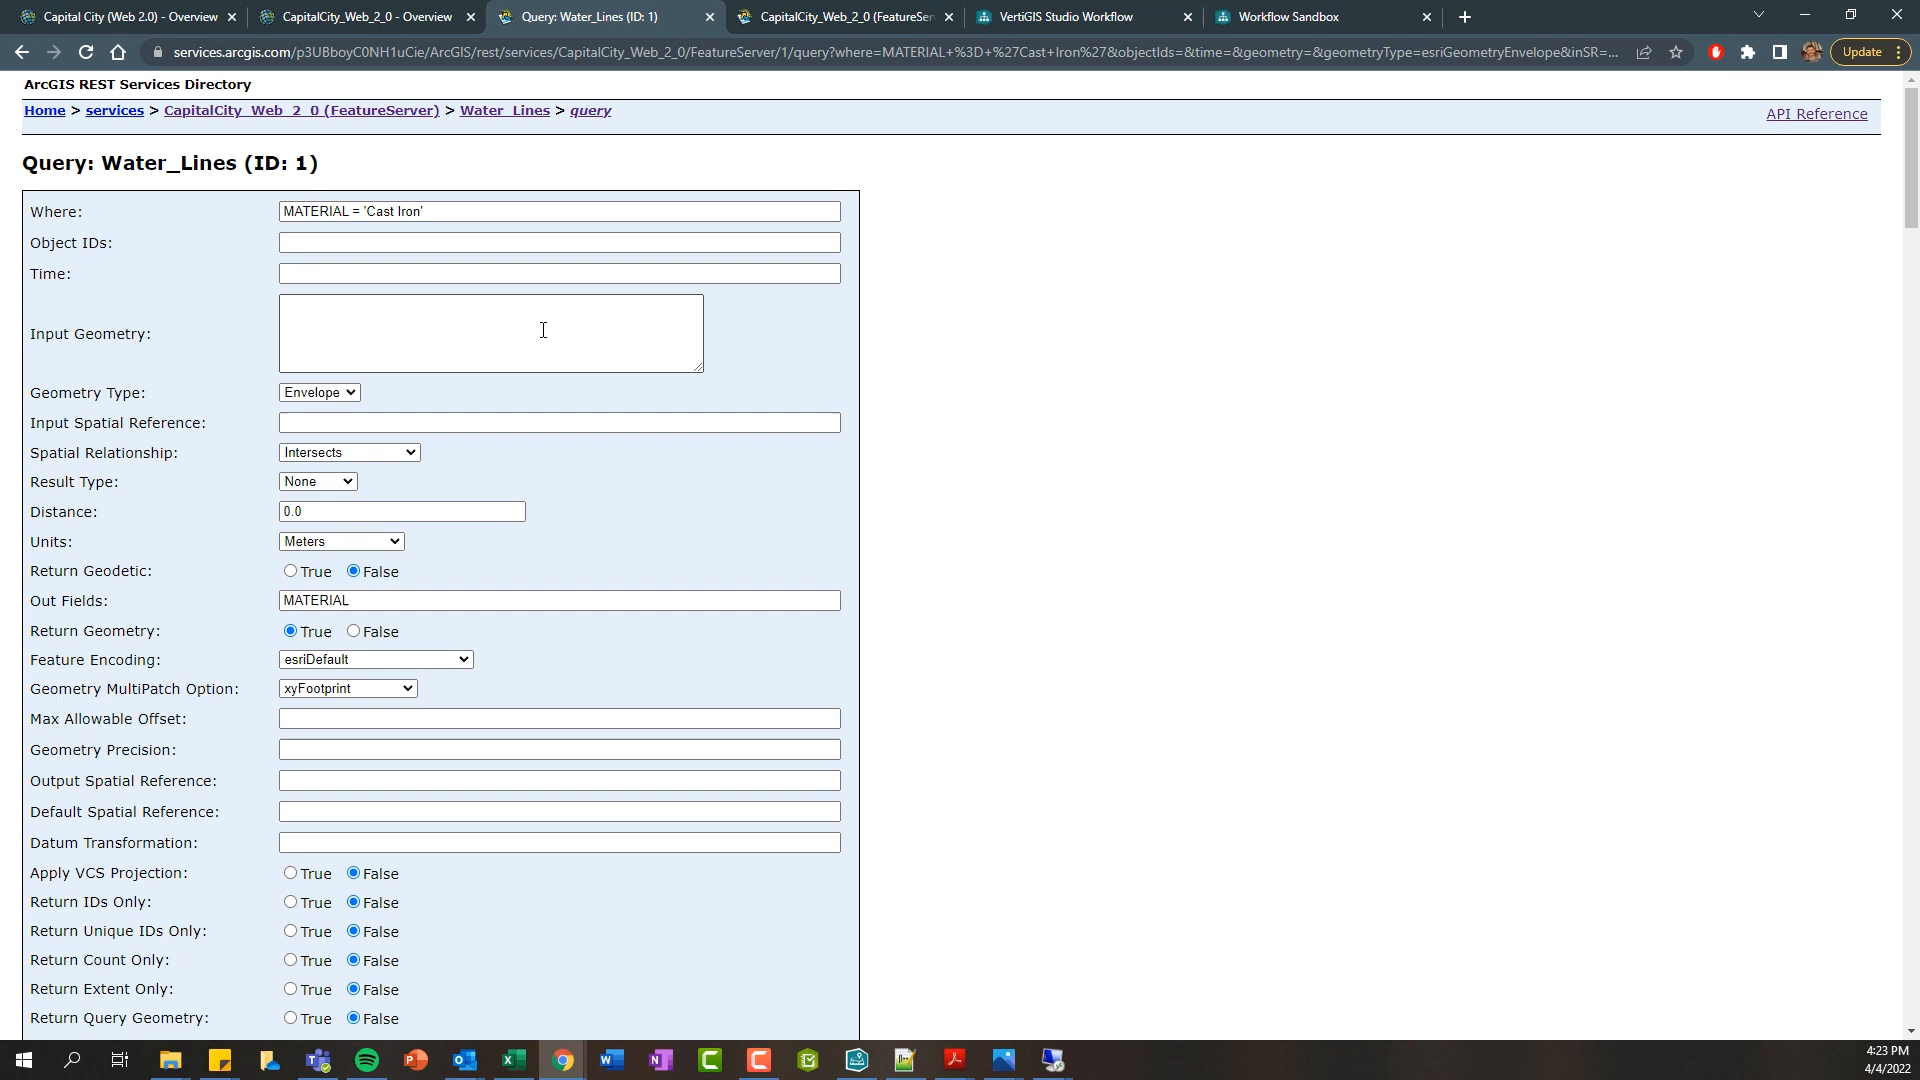 Capital City (Web 2.0) - Overview
CapitalCity_Web_2_0 - Overview
Query: Water_Lines (ID: 1)
CapitalCity_Web_2_0 (FeatureSer
VertiGIS Studio Workflow
Workflow Sandbox
services.arcgis.com/p3UBboyC0NH1uCie/ArcGIS/rest/services/CapitalCity_Web_2_0/FeatureServer/1/query?where=MATERIAL+%3D+%27Cast+Iron%27&objectIds=&time=&geometry=&geometryType=esriGeometryEnvelope&inSR=...
Update
ArcGIS REST Services Directory
Home > services > CapitalCity_Web_2_0 (FeatureServer) > Water_Lines > query
API Reference
Query: Water_Lines (ID: 1)
Where: MATERIAL = 'Cast Iron'
Object IDs:
Time:
Input Geometry:
Geometry Type: Envelope
Input Spatial Reference:
Spatial Relationship: Intersects
Result Type: None
Distance: 0.0
Units: Meters
Return Geodetic: True False
Out Fields: MATERIAL
Return Geometry: True False
Feature Encoding: esriDefault
Geometry MultiPatch Option: xyFootprint
Max Allowable Offset:
Geometry Precision:
Output Spatial Reference:
Default Spatial Reference:
Datum Transformation:
Apply VCS Projection: True False
Return IDs Only: True False
Return Unique IDs Only: True False
Return Count Only: True False
Return Extent Only: True False
Return Query Geometry: True False
4:23 PM
4/4/2022